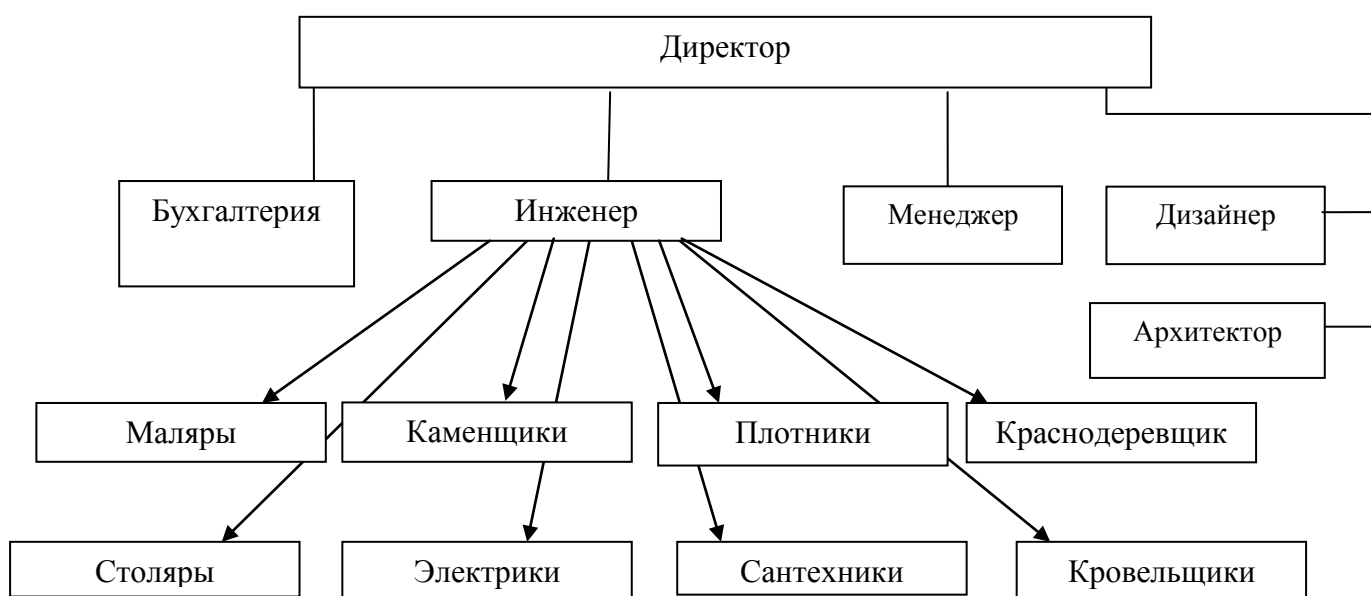 Директор
Бухгалтерия
Инженер
Менеджер
Дизайнер
Архитектор
Маляры
Каменщики
Плотники
Краснодеревщик
Столяры
Электрики
Сантехники
Кровельщики